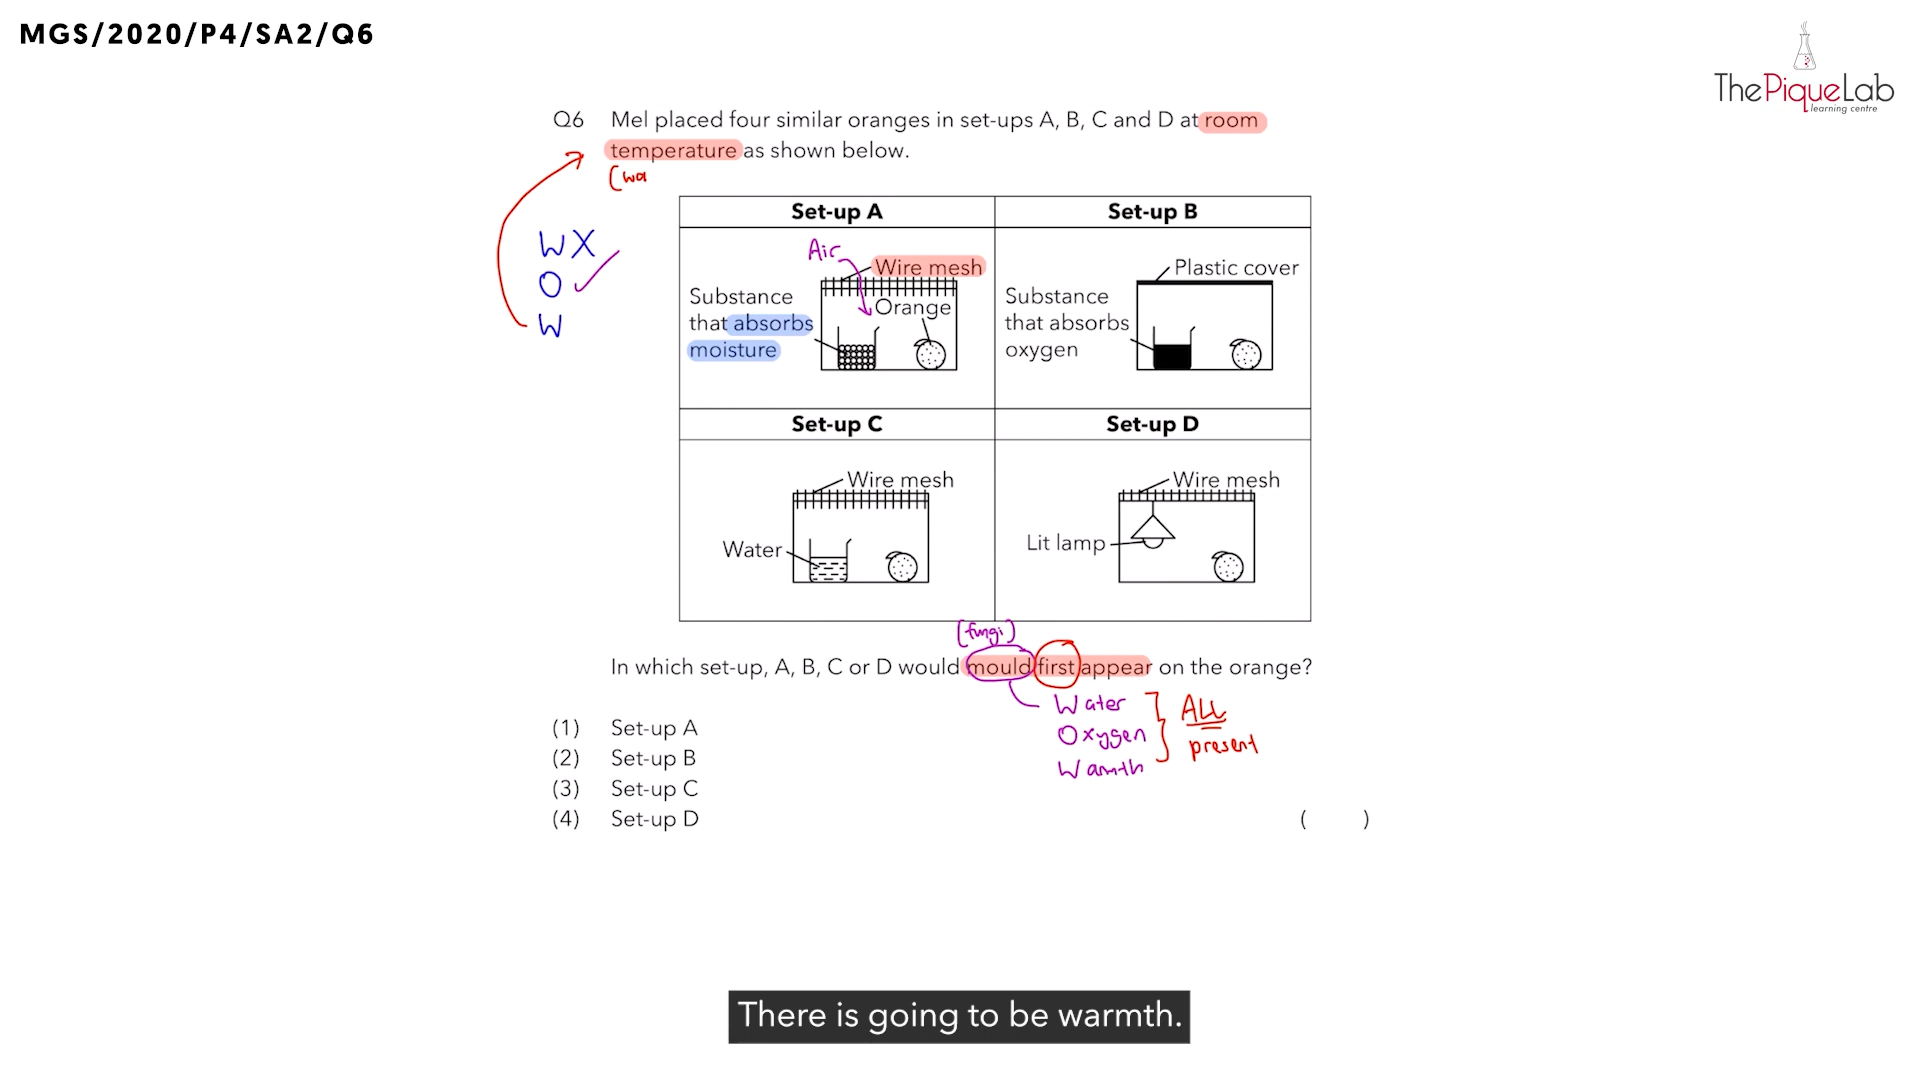 MGS/2020/P4/SA2/Q6
ThePiqueLab
learning centre
Q6 Mel placed four similar oranges in set-ups A, B, C and D at room
temperature as shown below.
(wa
W X
O ✓
W
Set-up A
Air
Wire mesh
Substance
that absorbs
moisture
Orange
Set-up B
Plastic cover
Substance
that absorbs
oxygen
Set-up C
Wire mesh
Water
Set-up D
Wire mesh
Lit lamp
(fungi)
In which set-up, A, B, C or D would mould first appear on the orange?
Water
Oxygen
Warmth
ALL
present
(1) Set-up A
(2) Set-up B
(3) Set-up C
(4) Set-up D ( )
There is going to be warmth.